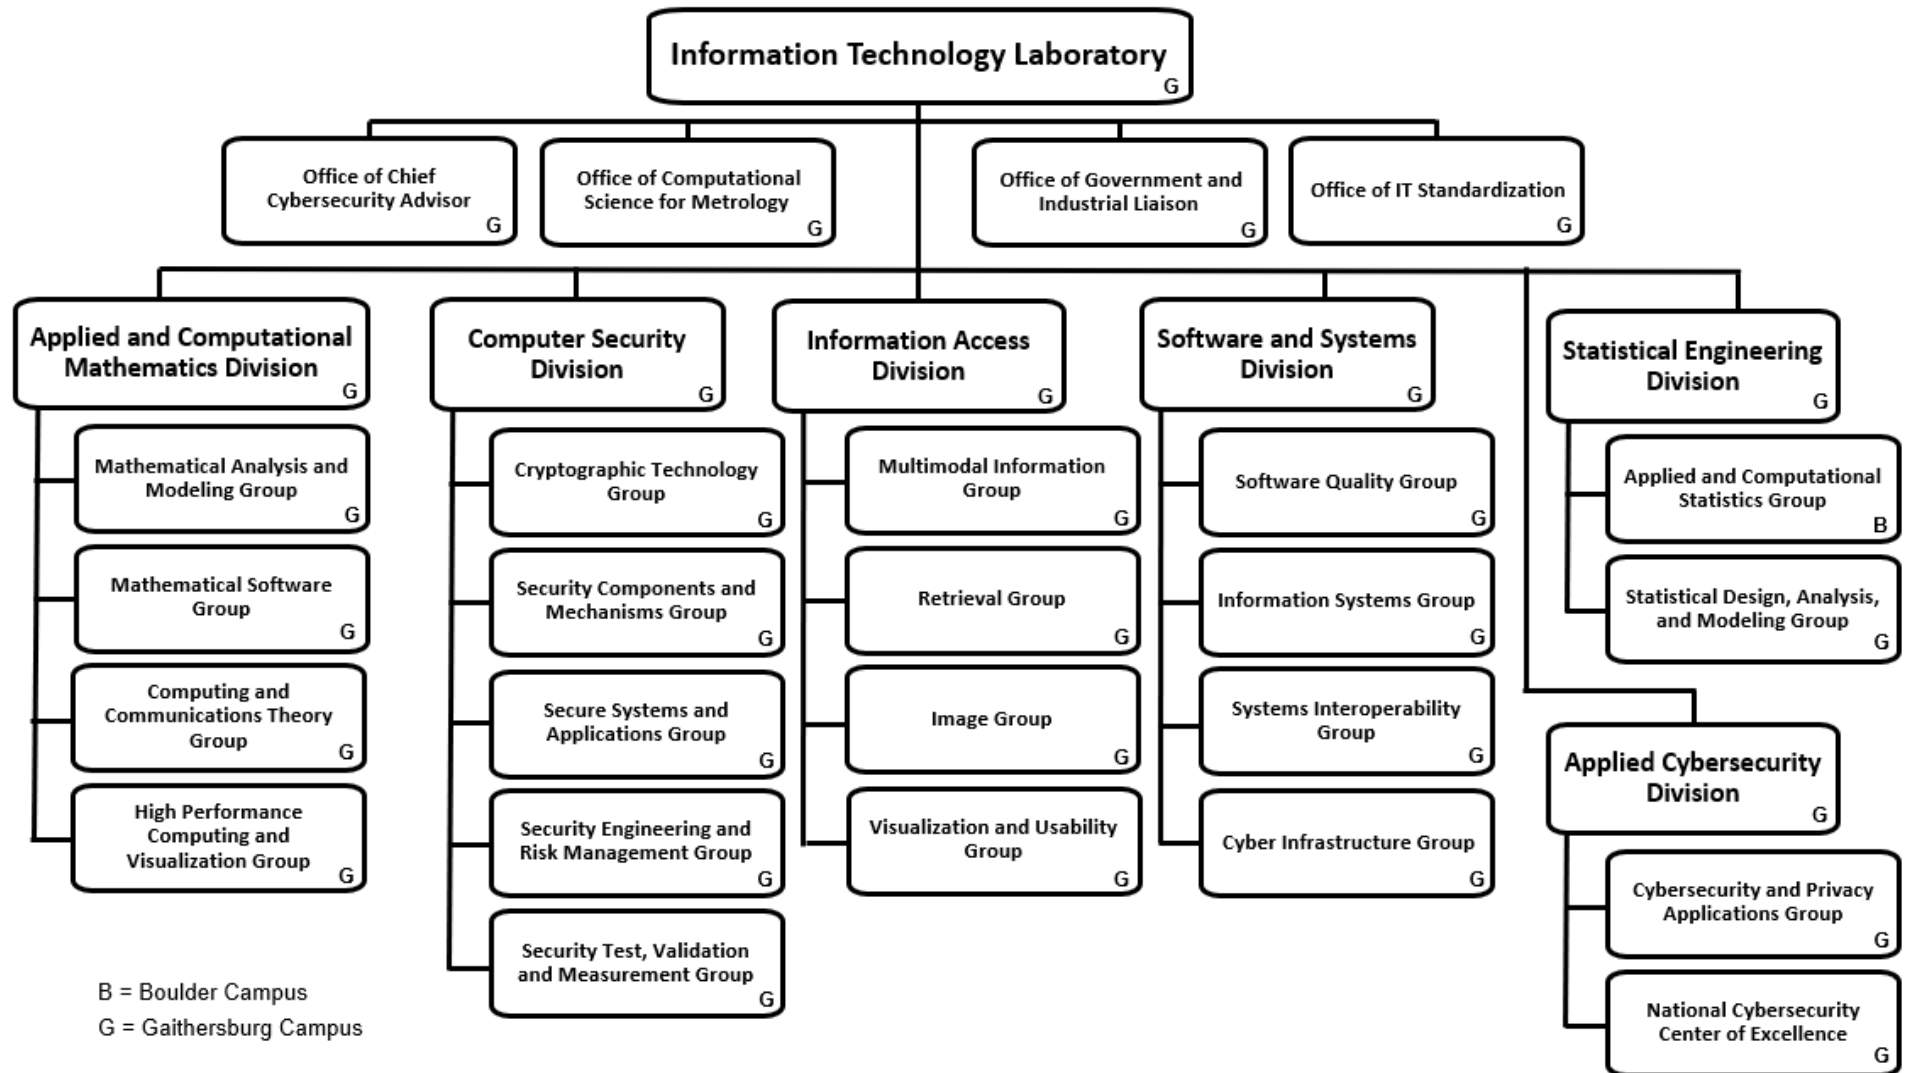 Information Technology Laboratory
G
Office of Chief
Cybersecurity Advisor
G
Office of Computational
Science for Metrology
G
Office of Government and
Industrial Liaison
G
Office of IT Standardization
G
Applied and Computational
Mathematics Division
G
Mathematical Analysis and
Modeling Group
G
Mathematical Software
Group
G
Computing and
Communications Theory
Group
G
High Performance
Computing and
Visualization Group
G
Computer Security
Division
G
Cryptographic Technology
Group
G
Security Components and
Mechanisms Group
G
Secure Systems and
Applications Group
G
Security Engineering and
Risk Management Group
G
Security Test, Validation
and Measurement Group
G
Information Access
Division
G
Multimodal Information
Group
G
Retrieval Group
G
Image Group
G
Visualization and Usability
Group
G
Software and Systems
Division
G
Software Quality Group
G
Information Systems Group
G
Systems Interoperability
Group
G
Cyber Infrastructure Group
G
Statistical Engineering
Division
G
Applied and Computational
Statistics Group
B
Statistical Design, Analysis,
and Modeling Group
G
Applied Cybersecurity
Division
G
Cybersecurity and Privacy
Applications Group
G
National Cybersecurity
Center of Excellence
G
B = Boulder Campus
G = Gaithersburg Campus